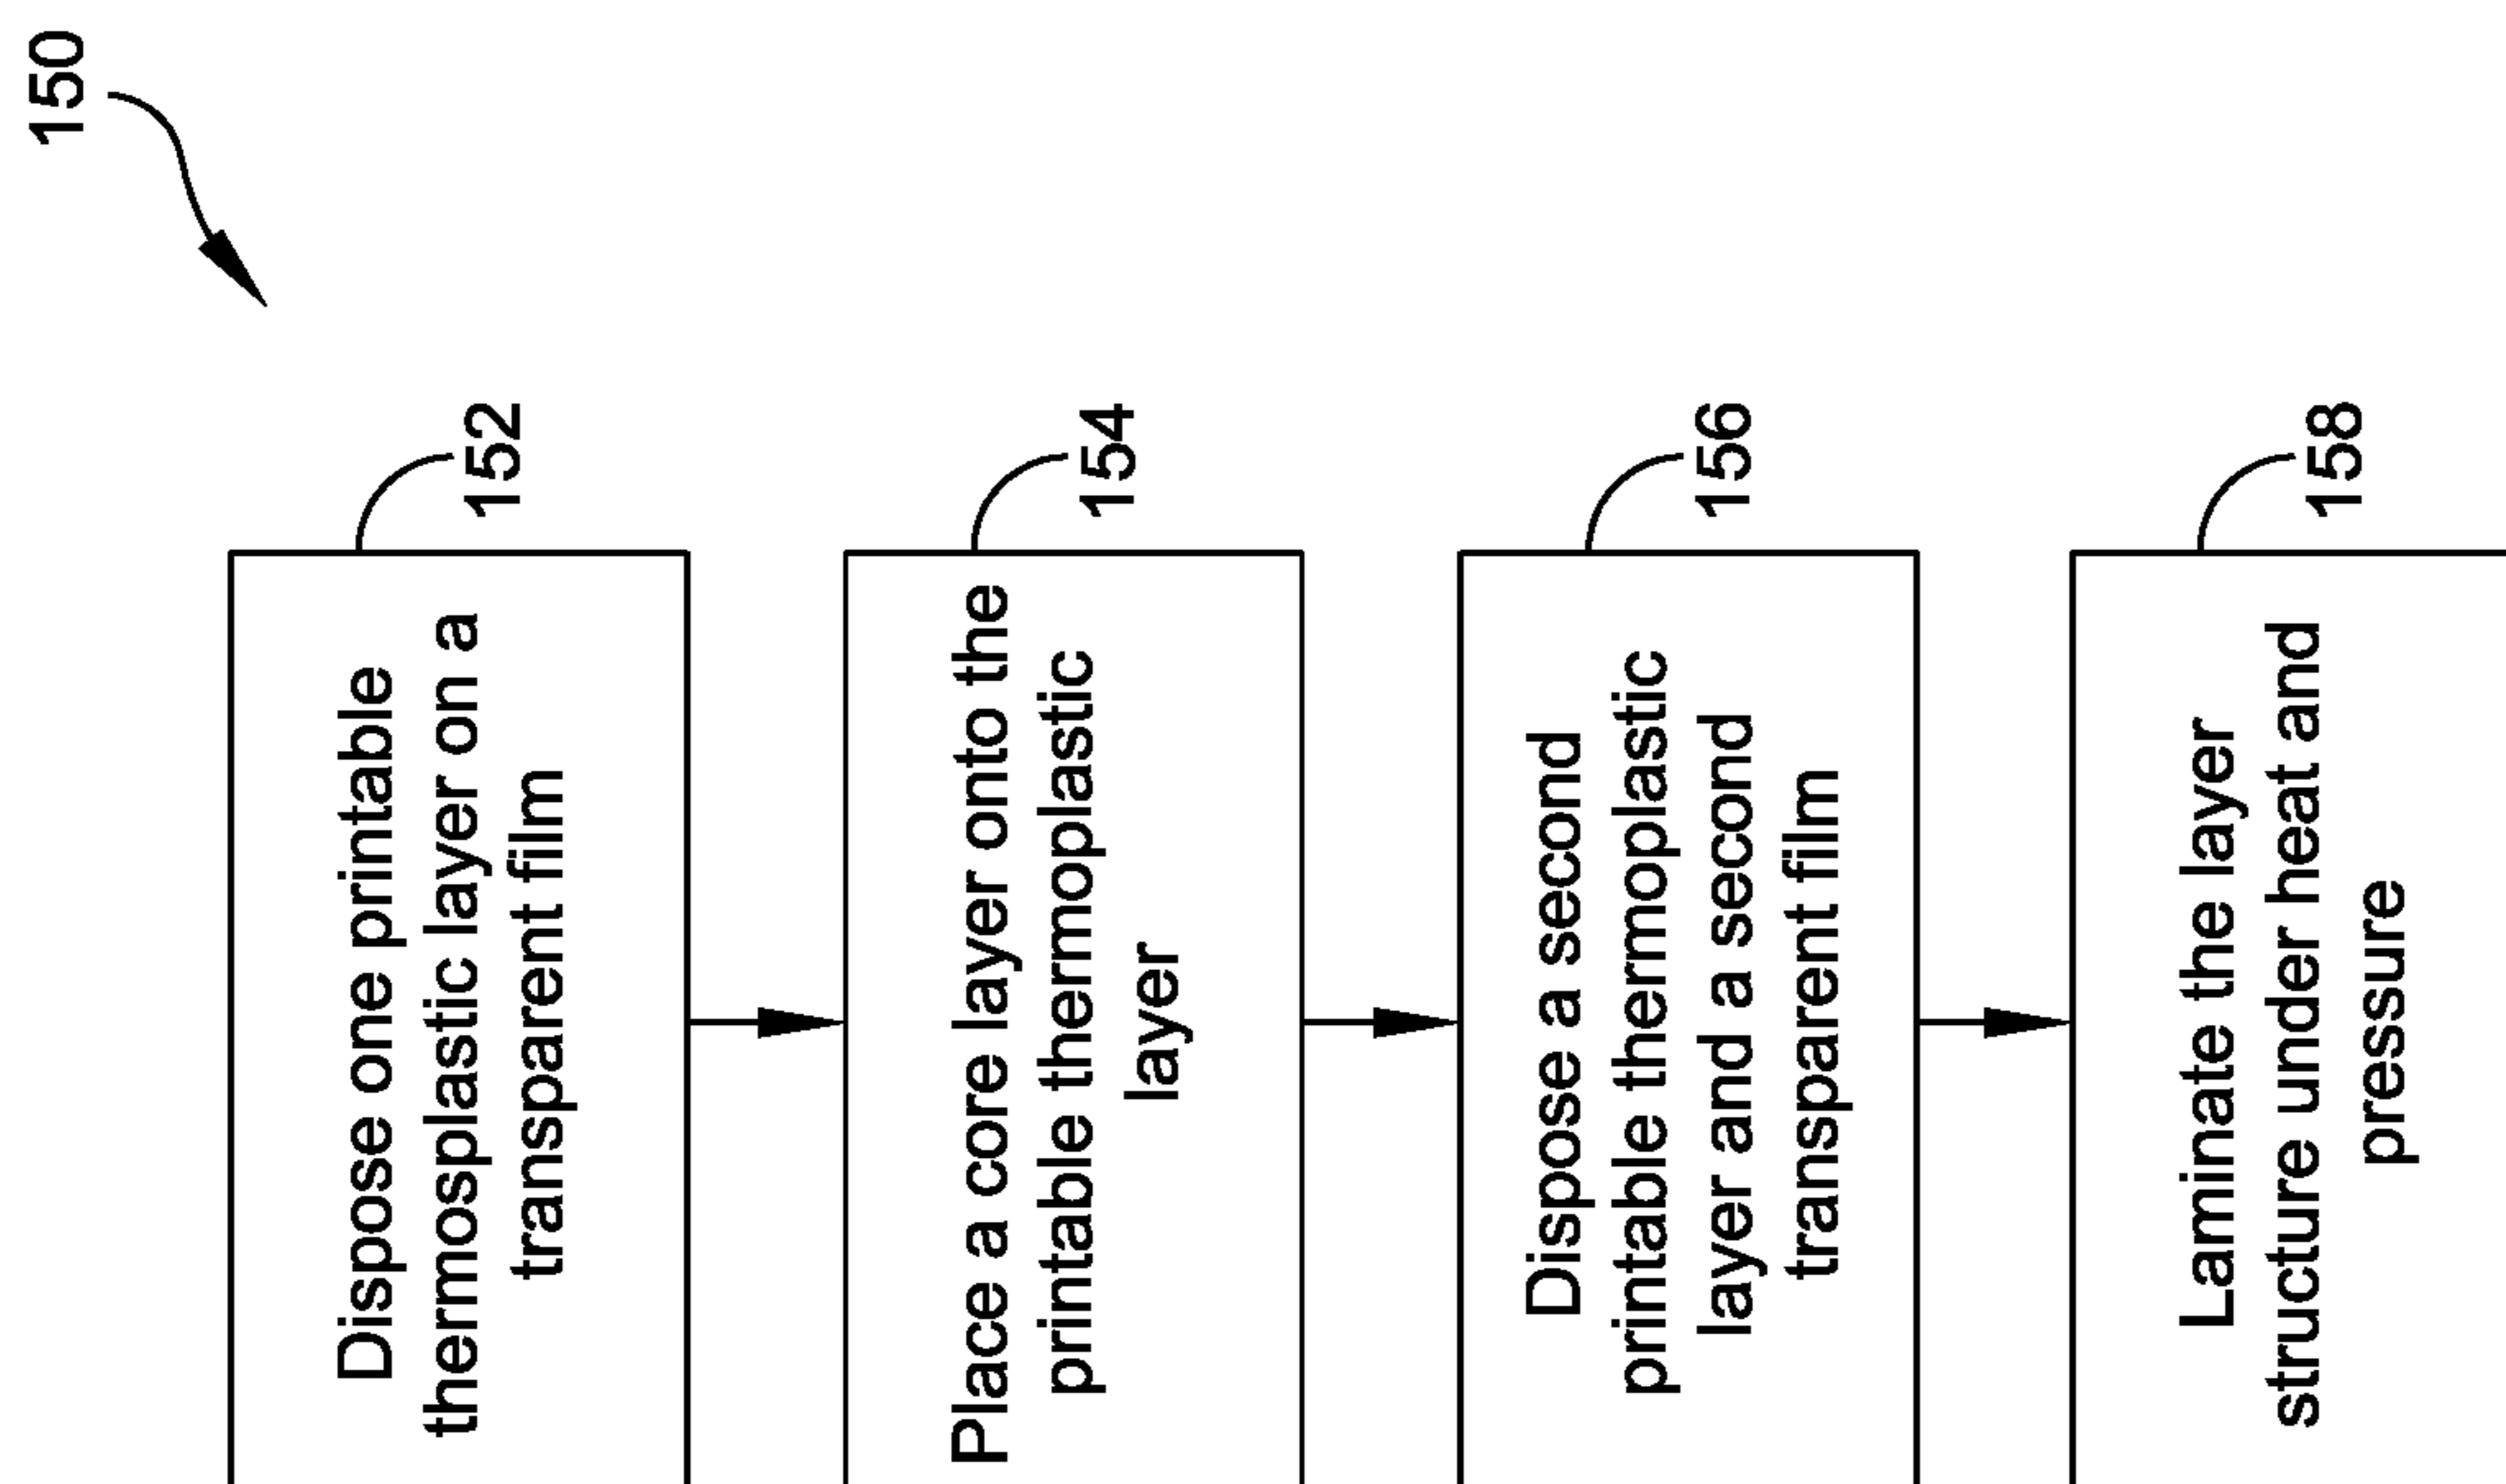 150
152
Dispose one printable
thermosplastic layer on a
transparent film
154
Place a core layer onto the
printable thermoplastic
layer
156
Dispose a second
printable thermoplastic
layer and a second
transparent film
158
Laminate the layer
structure under heat and
pressure